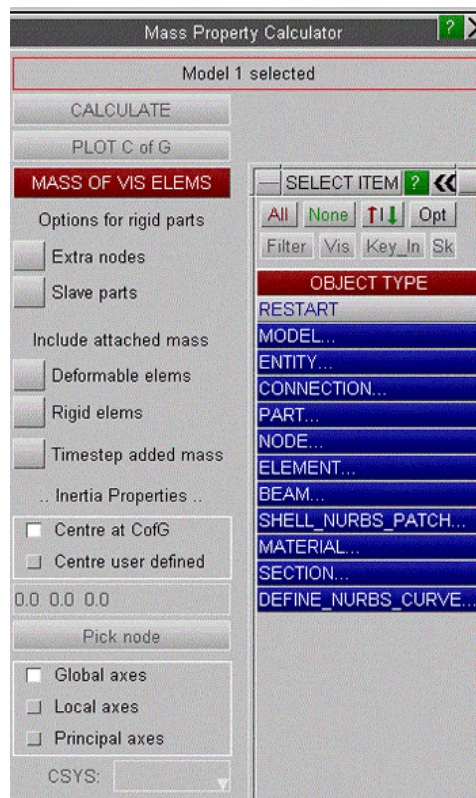 Mass Property Calculator ? X
Model 1 selected
CALCULATE
PLOT C of G
MASS OF VIS ELEMS
Options for rigid parts
Extra nodes
Slave parts
Include attached mass
Deformable elems
Rigid elems
Timestep added mass
.. Inertia Properties ..
Centre at CofG
Centre user defined
0.0 0.0 0.0
Pick node
Global axes
Local axes
Principal axes
CSYS:
SELECT ITEM ?
All None Opt
Filter Vis Key_In Sk
OBJECT TYPE
RESTART
MODEL...
ENTITY...
CONNECTION...
PART...
NODE...
ELEMENT...
BEAM...
SHELL_NURBS_PATCH...
MATERIAL...
SECTION...
DEFINE_NURBS_CURVE...